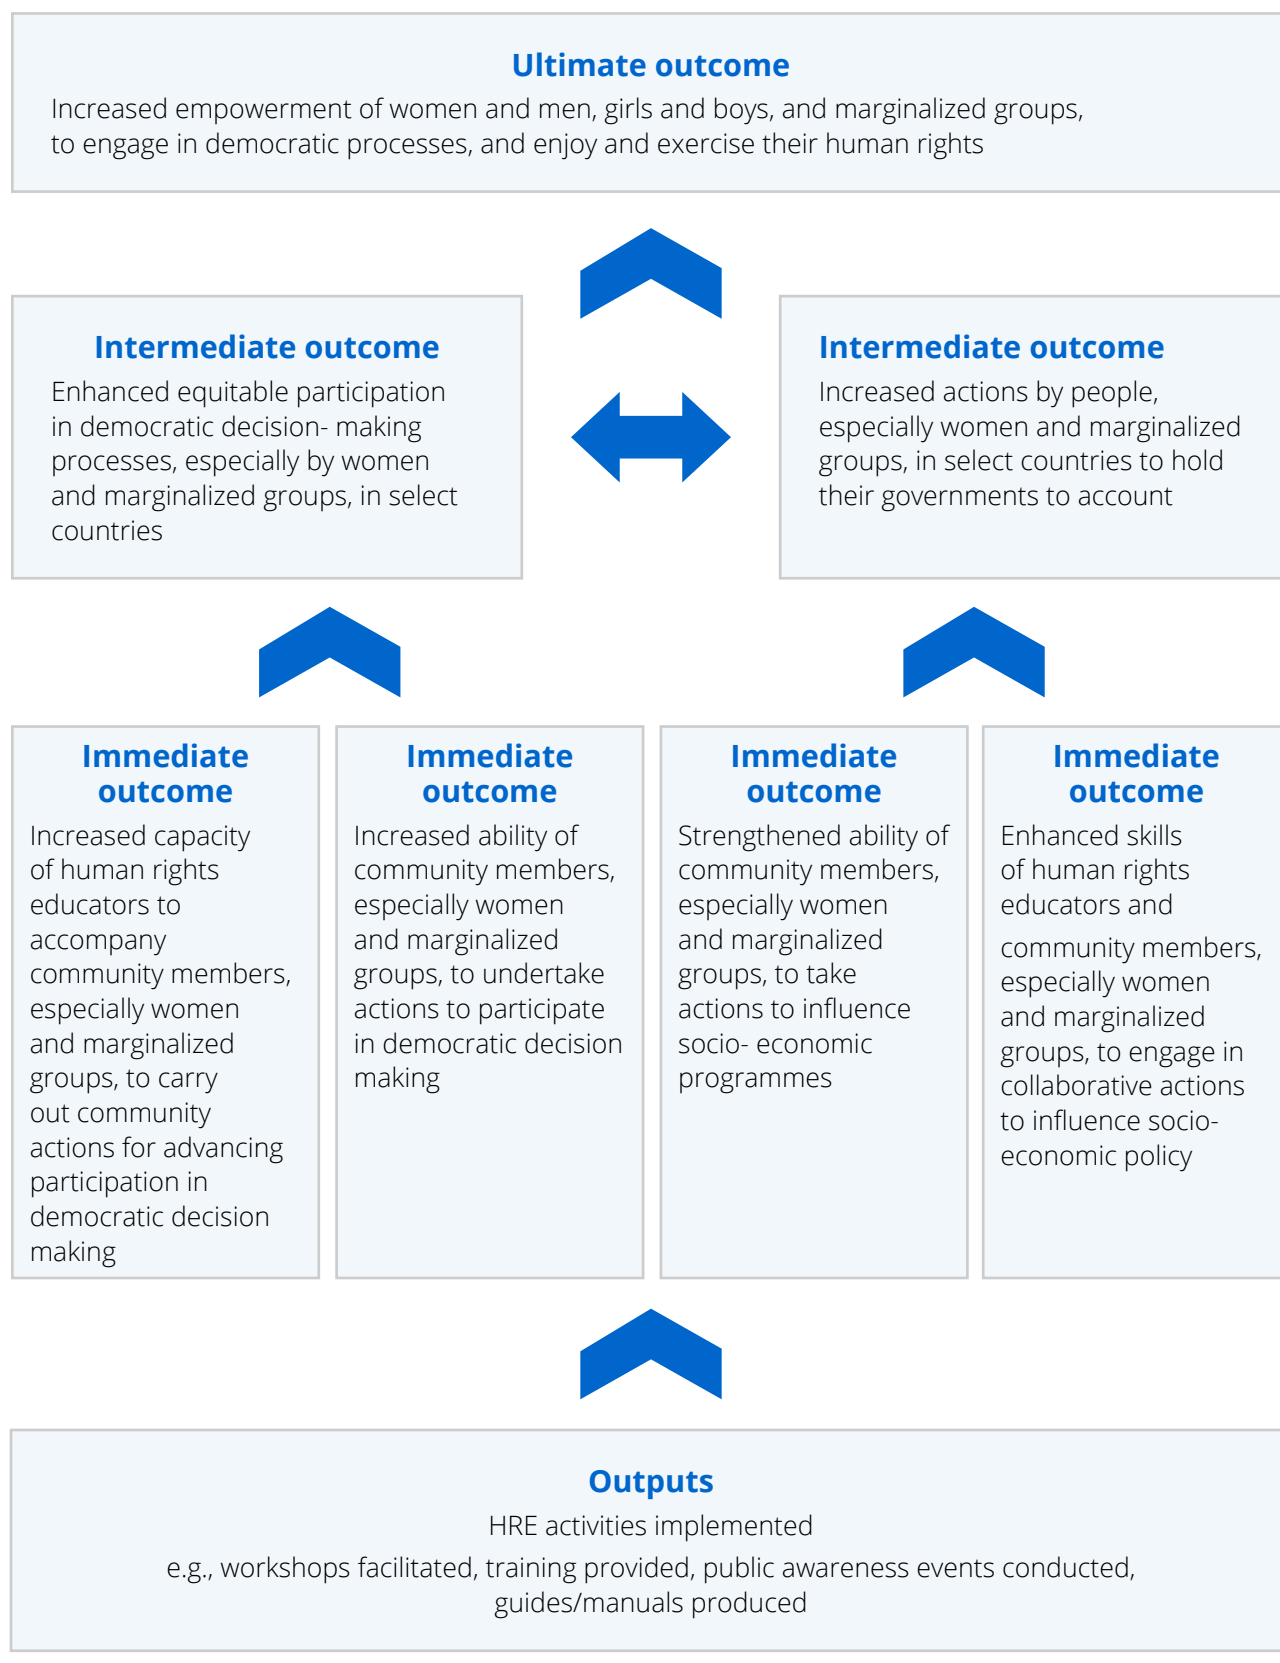 Ultimate outcome
Increased empowerment of women and men, girls and boys, and marginalized groups,
to engage in democratic processes, and enjoy and exercise their human rights
Intermediate outcome
Enhanced equitable participation
in democratic decision- making
processes, especially by women
and marginalized groups, in select
countries
Intermediate outcome
Increased actions by people,
especially women and marginalized
groups, in select countries to hold
their governments to account
Immediate
outcome
Increased capacity
of human rights
educators to
accompany
community members,
especially women
and marginalized
groups, to carry
out community
actions for advancing
participation in
democratic decision
making
Immediate
outcome
Increased ability of
community members,
especially women
and marginalized
groups, to undertake
actions to participate
in democratic decision
making
Immediate
outcome
Strengthened ability of
community members,
especially women
and marginalized
groups, to take
actions to influence
socio- economic
programmes
Immediate
outcome
Enhanced skills
of human rights
educators and
community members,
especially women
and marginalized
groups, to engage in
collaborative actions
to influence socio-
economic policy
Outputs
HRE activities implemented
e.g., workshops facilitated, training provided, public awareness events conducted,
guides/manuals produced